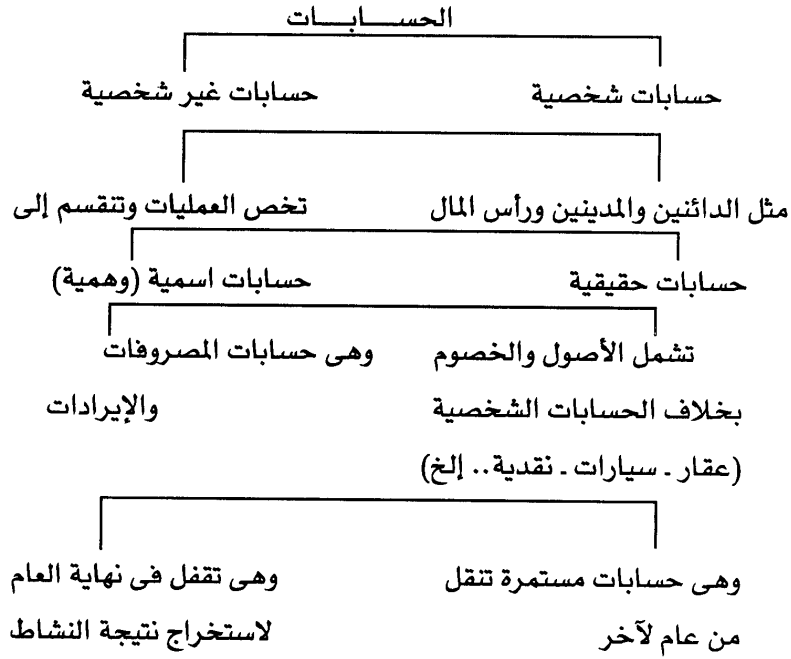 الحســـابـــات
حسابات شخصية حسابات غير شخصية
مثل الدائنين والمدينين ورأس المال تخص العمليات وتنقسم إلى
حسابات حقيقية حسابات اسمية (وهمية)
تشمل الأصول والخصوم وهى حسابات المصروفات
بخلاف الحسابات الشخصية والإيرادات
(عقار ـ سيارات ـ نقدية.. إلخ)
وهى حسابات مستمرة تنقل وهى تقفل فى نهاية العام
من عام لآخر لاستخراج نتيجة النشاط